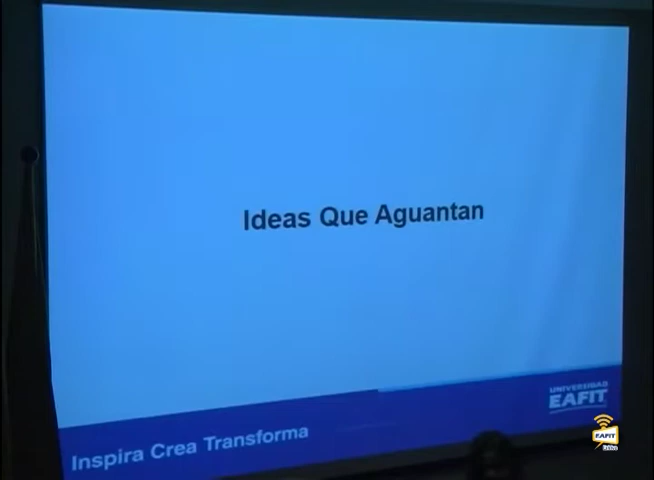 Ideas Que Aguantan
UNIVERSIDAD
EAFIT
Inspira Crea Transforma
EAFIT